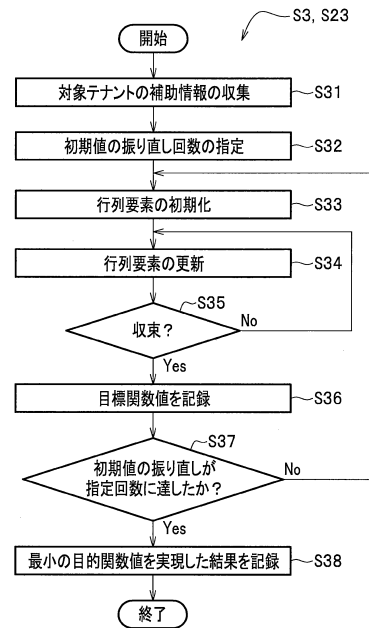 S3, S23
開始
対象テナントの補助情報の収集
S31
初期値の振り直し回数の指定
S32
行列要素の初期化
S33
行列要素の更新
S34
S35
収束？
No
Yes
目標関数値を記録
S36
S37
初期値の振り直しが
指定回数に達したか？
No
Yes
最小の目的関数値を実現した結果を記録
S38
終了